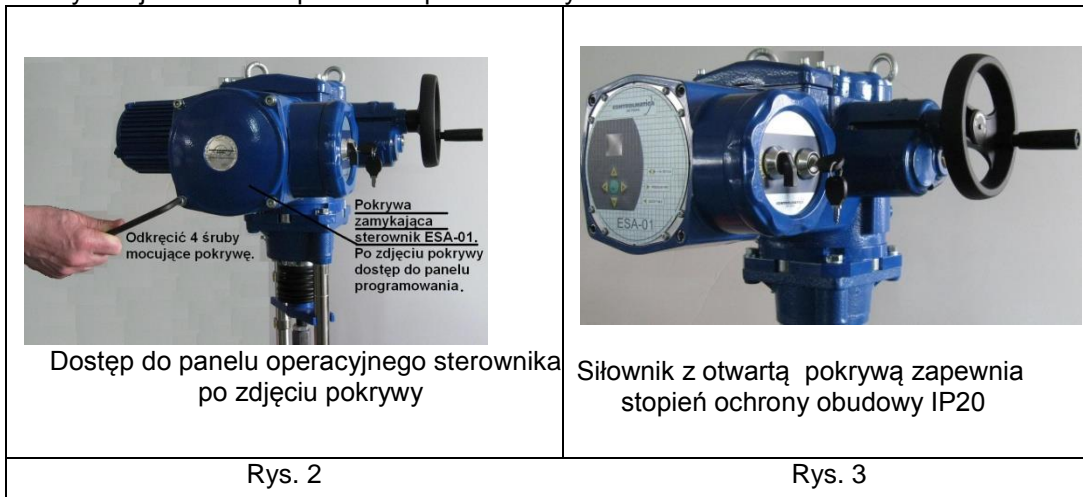 Odkręcić 4 śruby
mocujące pokrywę.
Pokrywa
zamykająca
sterownik ESA-01.
Po zdjęciu pokrywy
dostęp do panelu
programowania.
Dostęp do panelu operacyjnego sterownika
po zdjęciu pokrywy
ESA-01
Siłownik z otwartą pokrywą zapewnia
stopień ochrony obudowy IP20
Rys. 2
Rys. 3